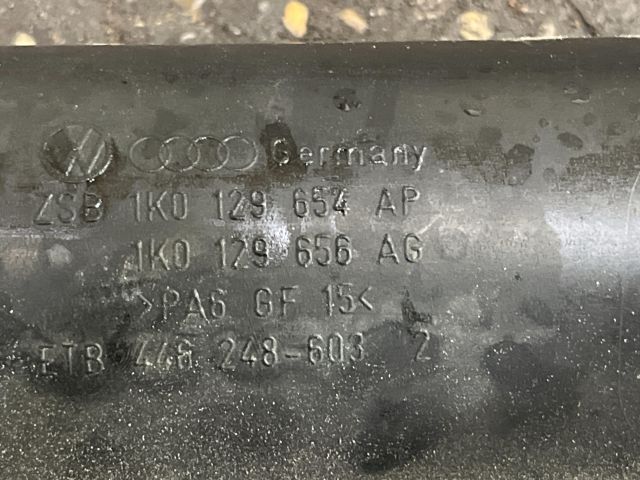 Germany
ZSB 1K0 129 654 AP
1K0 129 656 AG
>PA6 GF 15<
ETB 446 248-603 2